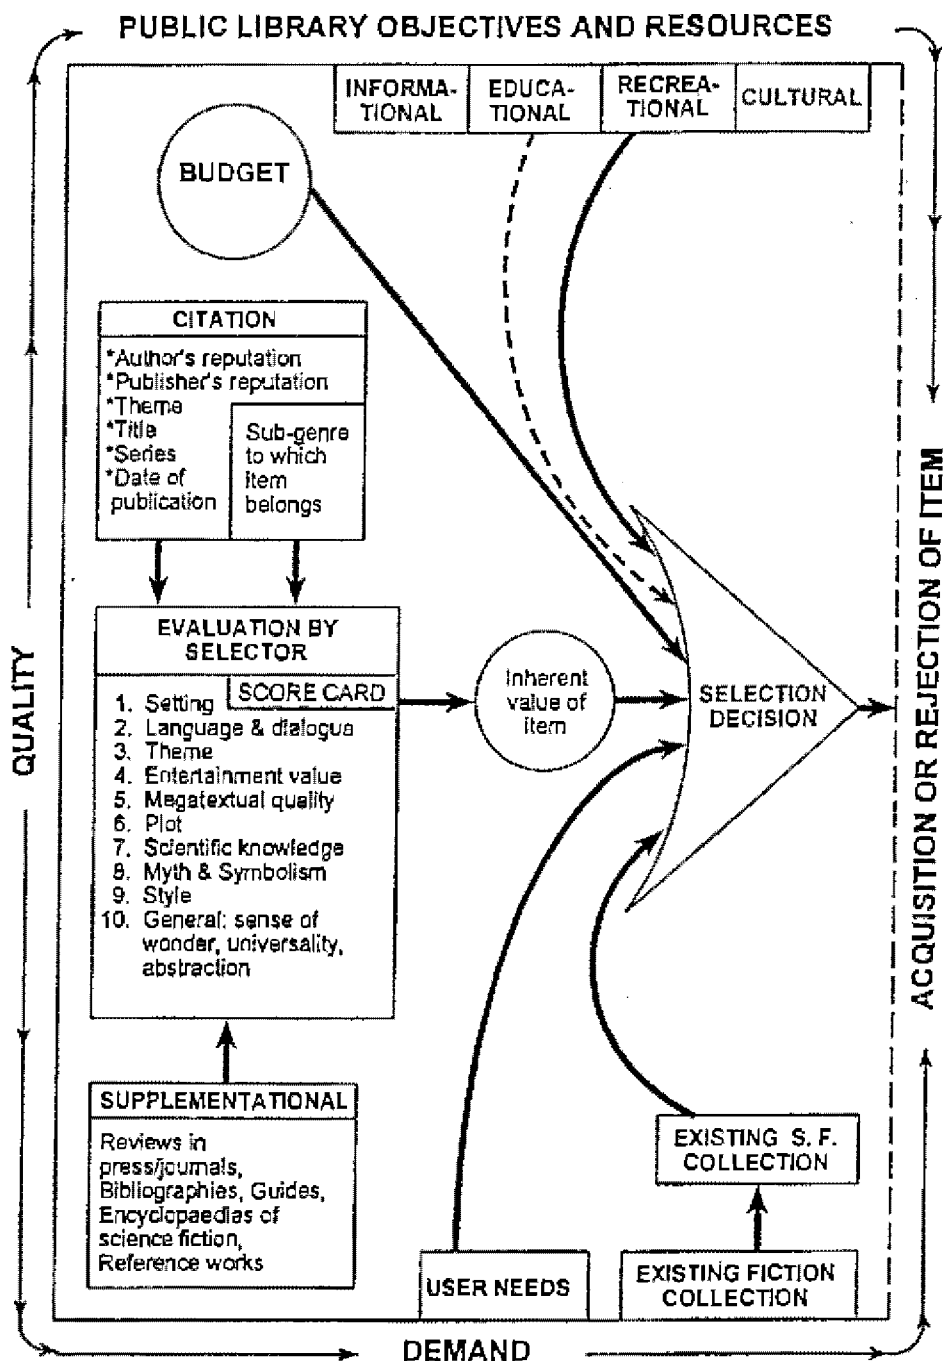 PUBLIC LIBRARY OBJECTIVES AND RESOURCES
INFORMA-
TIONAL
EDUCA-
TIONAL
RECREA-
TIONAL
CULTURAL
BUDGET
CITATION
*Author's reputation
*Publisher's reputation
*Theme
*Title
*Series
*Date of
publication
Sub-genre
to which
item
belongs
EVALUATION BY
SELECTOR
SCORE CARD
1. Setting
2. Language & dialogua
3. Theme
4. Entertainment value
5. Megatextual quality
6. Plot
7. Scientific knowledge
8. Myth & Symbolism
9. Style
10. General: sense of
wonder, universality,
abstraction
Inherent
value of
item
SELECTION
DECISION
SUPPLEMENTATIONAL
Reviews in
press/journals,
Bibliographies, Guides,
Encyclopaedias of
science fiction,
Reference works
USER NEEDS
EXISTING S. F.
COLLECTION
EXISTING FICTION
COLLECTION
QUALITY
ACQUISITION OR REJECTION OF ITEM
DEMAND